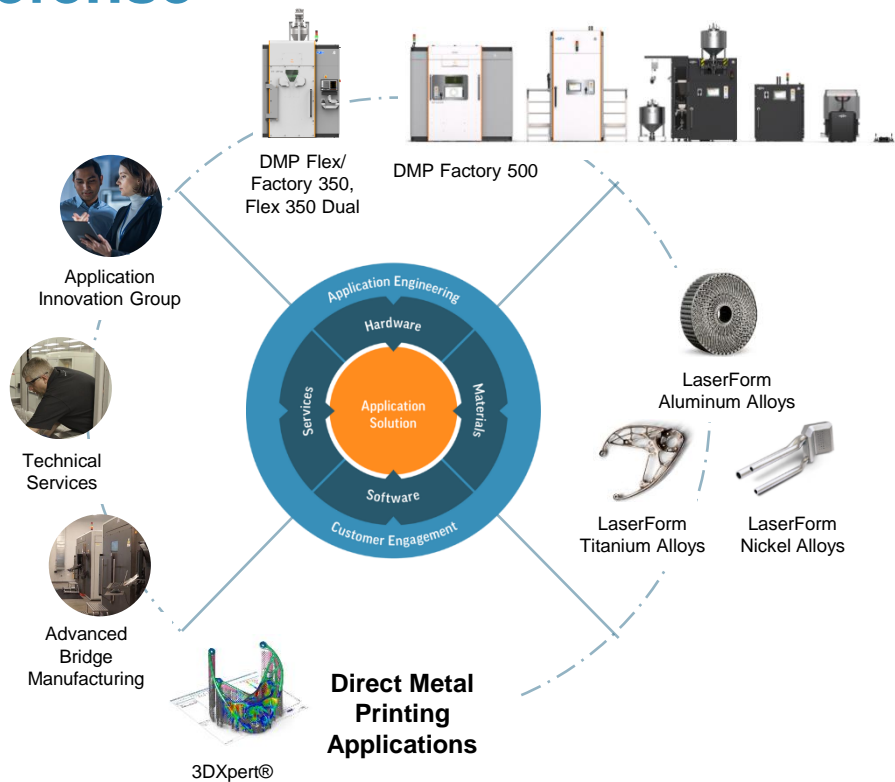 DMP Flex/
Factory 350,
Flex 350 Dual
DMP Factory 500
Application
Innovation Group
Technical
Services
Advanced
Bridge
Manufacturing
Application Engineering
Hardware
Services
Materials
Application
Solution
Software
Customer Engagement
LaserForm
Aluminum Alloys
LaserForm
Titanium Alloys
LaserForm
Nickel Alloys
3DXpert®
Direct Metal
Printing
Applications